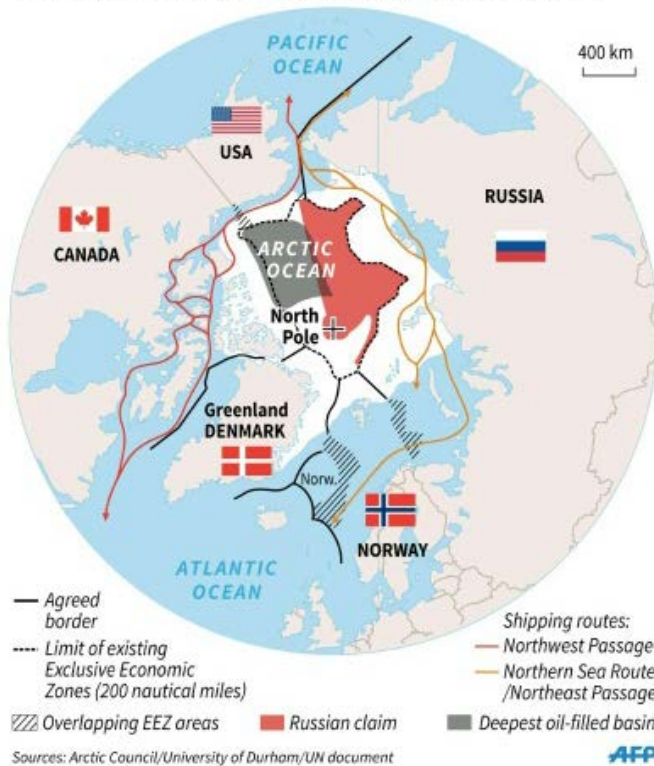 PACIFIC
OCEAN
400 km
USA
RUSSIA
CANADA
ARCTIC
OCEAN
North
Pole
Greenland
DENMARK
Norw.
NORWAY
ATLANTIC
OCEAN
Agreed
border
Limit of existing
Exclusive Economic
Zones (200 nautical miles)
Shipping routes:
Northwest Passage
Northern Sea Route
/Northeast Passage
Overlapping EEZ areas
Russian claim
Deepest oil-filled basin
Sources: Arctic Council/University of Durham/UN document
AFP